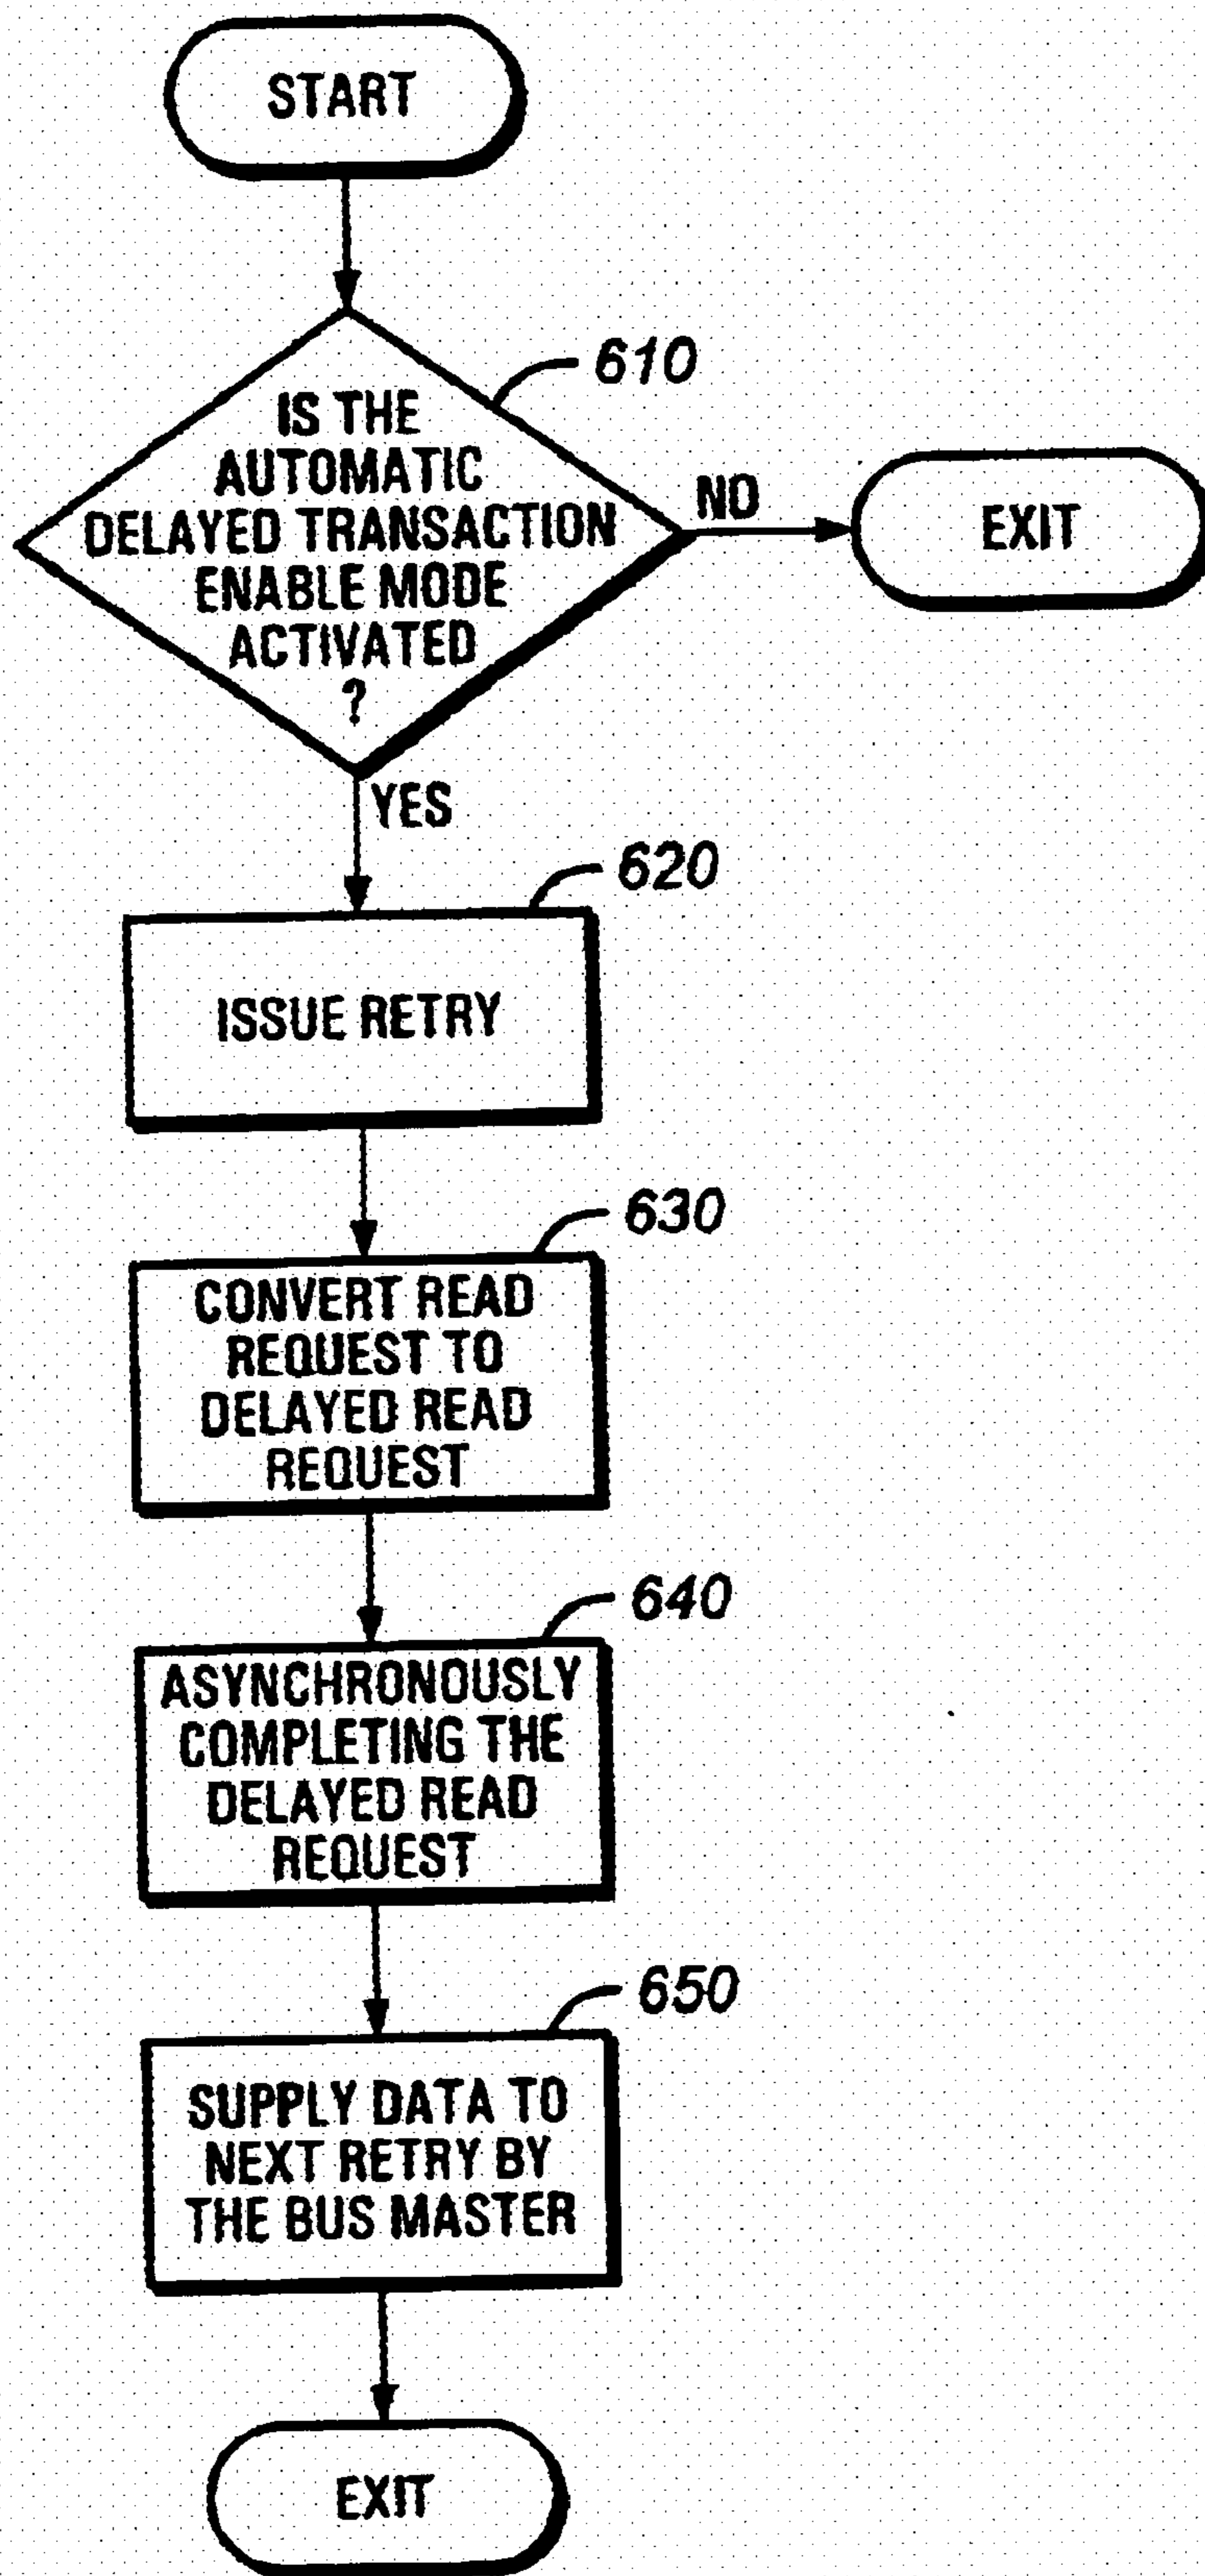 START
610
IS THE
AUTOMATIC
DELAYED TRANSACTION
ENABLE MODE
ACTIVATED
?
NO
EXIT
YES
620
ISSUE RETRY
630
CONVERT READ
REQUEST TO
DELAYED READ
REQUEST
640
ASYNCHRONOUSLY
COMPLETING THE
DELAYED READ
REQUEST
650
SUPPLY DATA TO
NEXT RETRY BY
THE BUS MASTER
EXIT